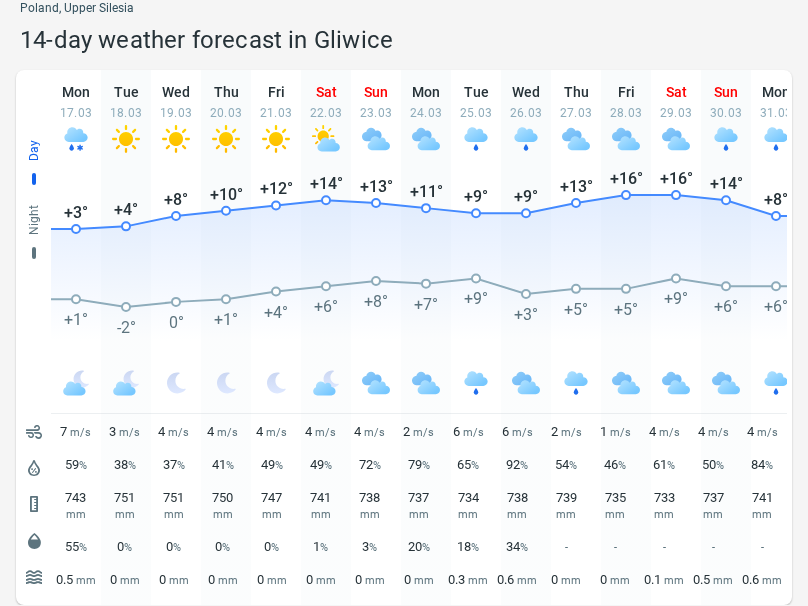 Poland, Upper Silesia
14-day weather forecast in Gliwice
Mon Tue Wed Thu Fri Sat Sun Mon Tue Wed Thu Fri Sat Sun Mon
17.03 18.03 19.03 20.03 21.03 22.03 23.03 24.03 25.03 26.03 27.03 28.03 29.03 30.03 31.03
Day
+3° +4° +8° +10° +12° +14° +13° +11° +9° +9° +13° +16° +16° +14° +8°
Night
+1° -2° 0° +1° +4° +6° +8° +7° +9° +3° +5° +5° +9° +6° +6°
7 m/s 3 m/s 4 m/s 4 m/s 4 m/s 4 m/s 4 m/s 2 m/s 6 m/s 6 m/s 2 m/s 1 m/s 4 m/s 4 m/s 4 m/s
59% 38% 37% 41% 49% 49% 72% 79% 65% 92% 54% 46% 61% 50% 84%
743 751 751 750 747 741 738 737 734 738 739 735 733 737 741
mm mm mm mm mm mm mm mm mm mm mm mm mm mm mm
55% 0% 0% 0% 0% 1% 3% 20% 18% 34% - - - - -
0.5 mm 0 mm 0 mm 0 mm 0 mm 0 mm 0 mm 0 mm 0.3 mm 0.6 mm 0 mm 0 mm 0.1 mm 0.5 mm 0.6 mm